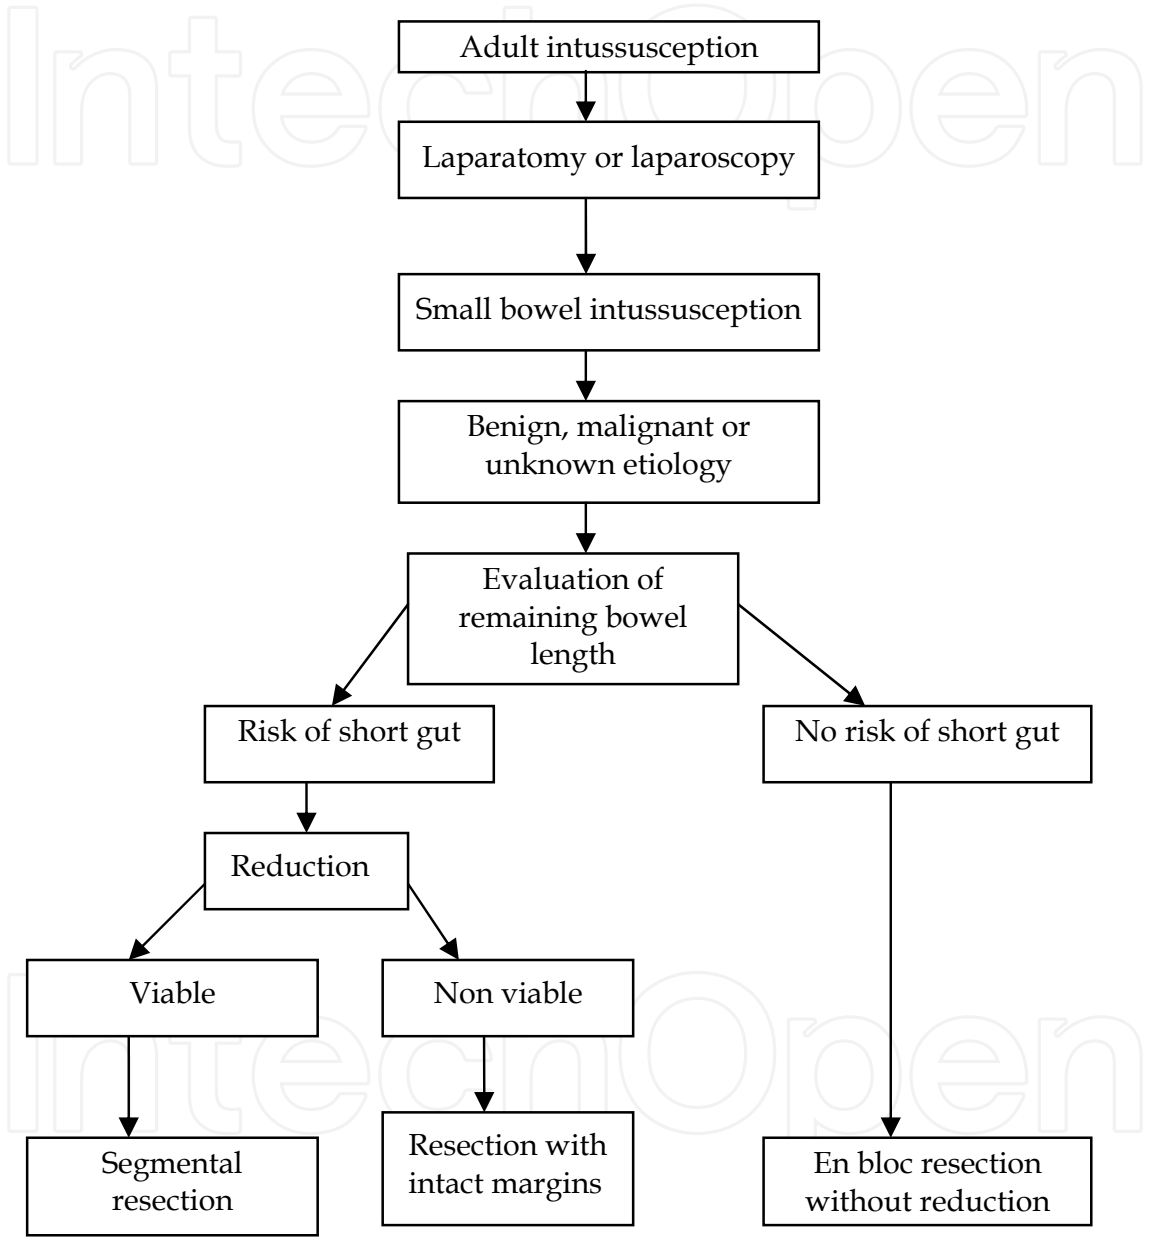 IntechOpen
Adult intussusception
Laparatomy or laparoscopy
Small bowel intussusception
Benign, malignant or
unknown etiology
Evaluation of
remaining bowel
length
Risk of short gut
No risk of short gut
Reduction
Viable
Non viable
IntechOpen
Segmental
resection
Resection with
intact margins
En bloc resection
without reduction